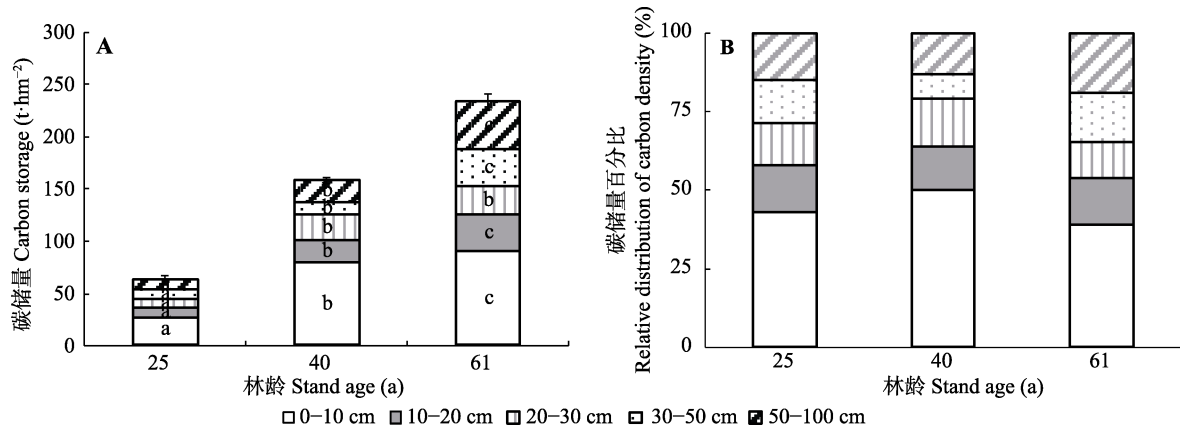 A
碳储量 Carbon storage (t·hm⁻²)
300
250
200
150
100
50
0
a
b
b
b
b
b
c
c
b
c
c
25
40
61
林龄 Stand age (a)
B
碳储量百分比
Relative distribution of carbon density (%)
100
75
50
25
0
25
40
61
林龄 Stand age (a)
0−10 cm 10−20 cm 20−30 cm 30−50 cm 50−100 cm